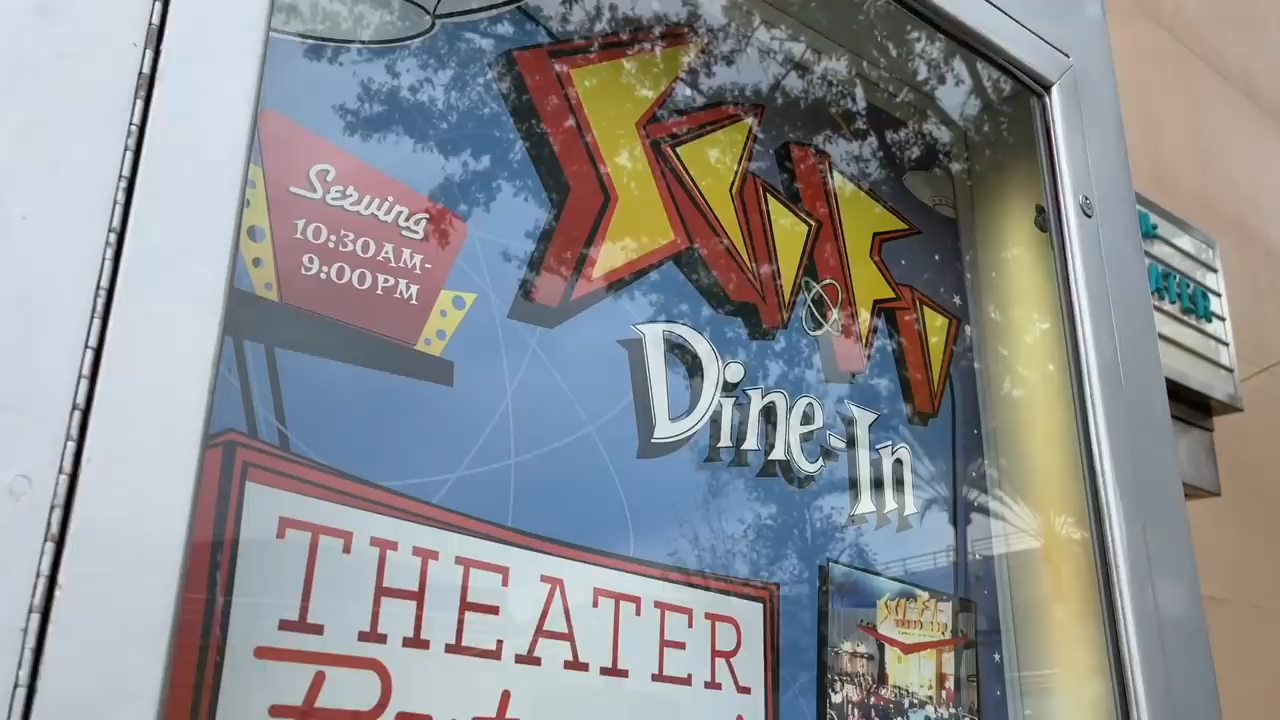 Sci-Fi
Dine-In
Serving
10:30AM-
9:00PM
THEATER